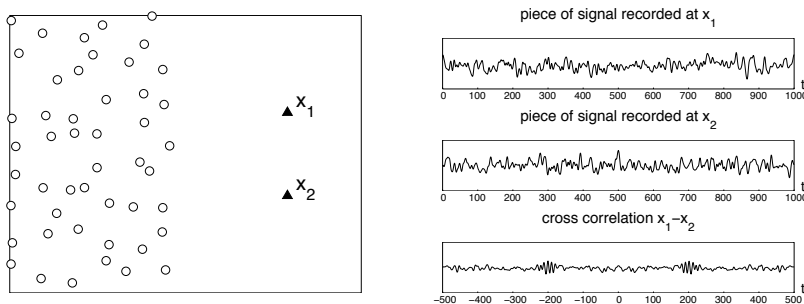 x1
x2
piece of signal recorded at x1
0 100 200 300 400 500 600 700 800 900 1000
t
piece of signal recorded at x2
0 100 200 300 400 500 600 700 800 900 1000
t
cross correlation x1−x2
−500 −400 −300 −200 −100 0 100 200 300 400 500
t